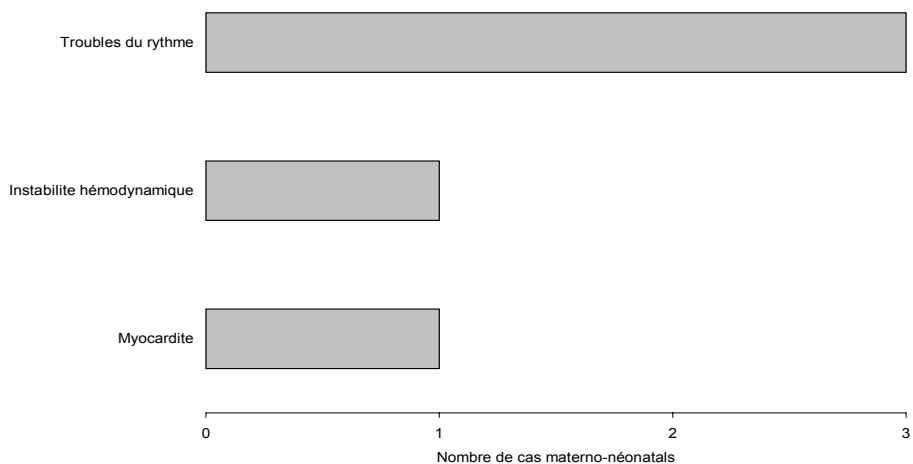 Troubles du rythme
Instabilite hémodynamique
Myocardite
0 1 2 3
Nombre de cas materno-néonatals